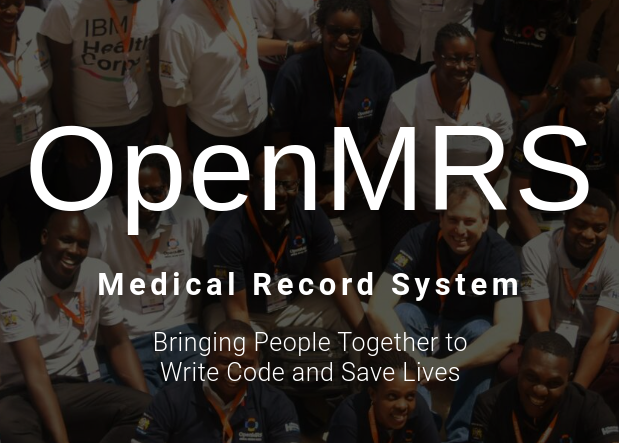 IBM
Health
Corps
OpenMRS
Medical Record System
Bringing People Together to
Write Code and Save Lives